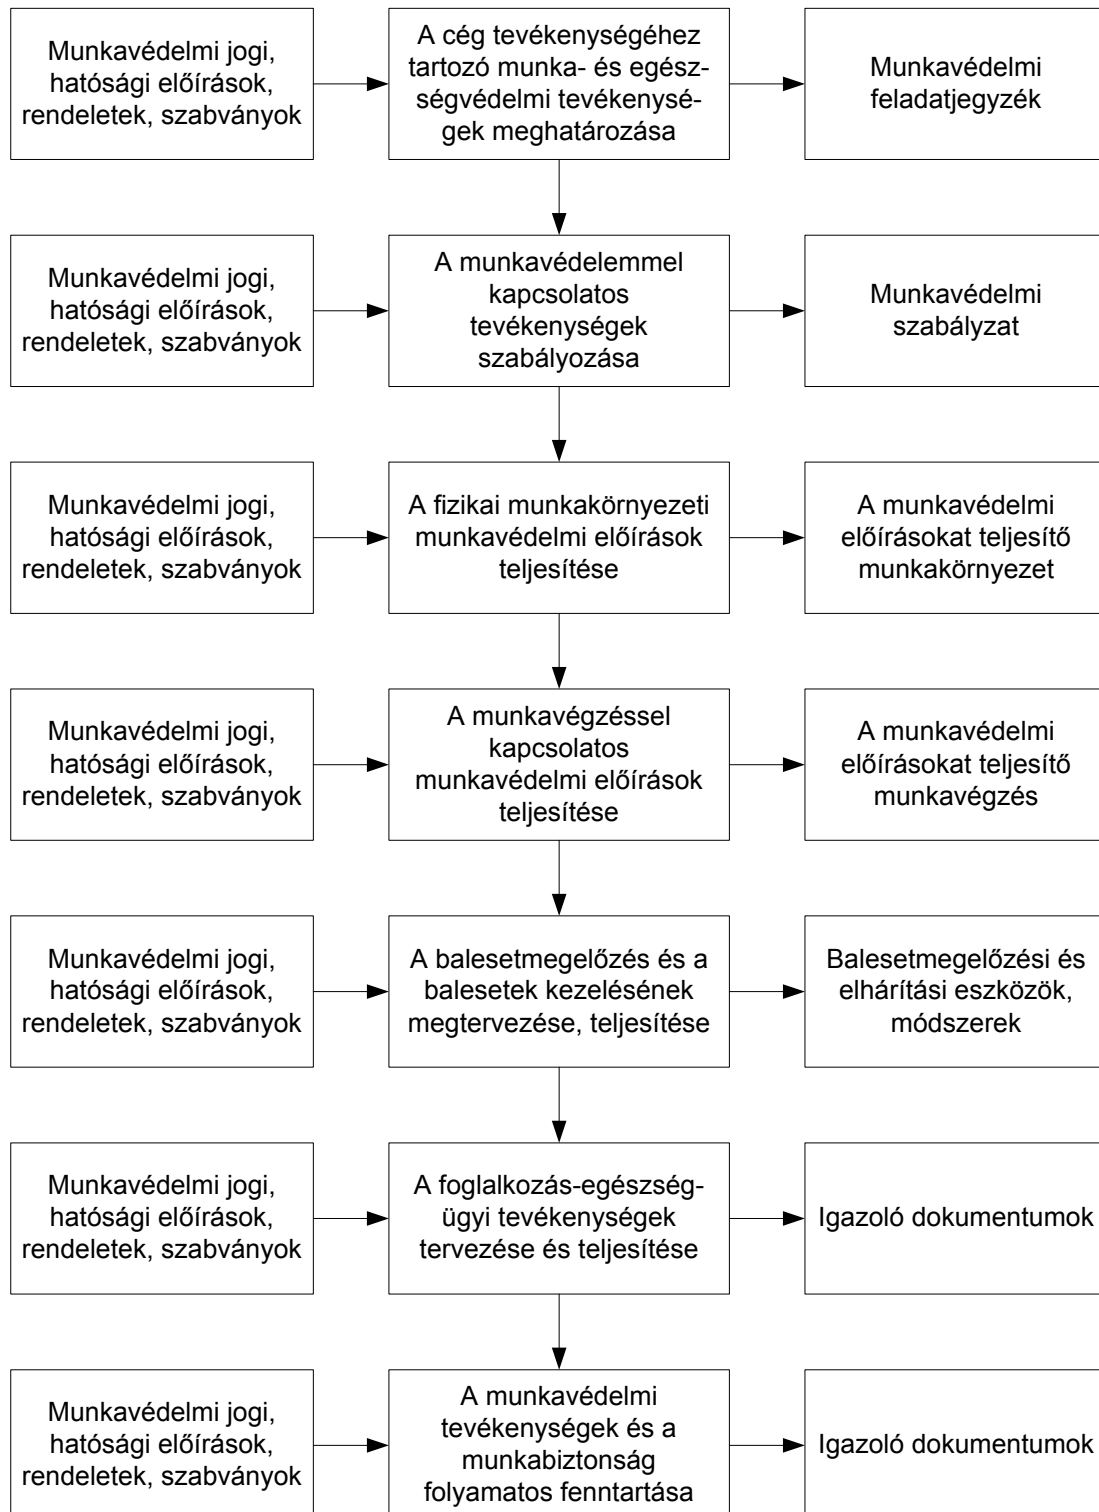 Munkavédelmi jogi,
hatósági előírások,
rendeletek, szabványok
A cég tevékenységéhez
tartozó munka- és egész-
ségvédelmi tevékenysé-
gek meghatározása
Munkavédelmi
feladatjegyzék
Munkavédelmi jogi,
hatósági előírások,
rendeletek, szabványok
A munkavédelemmel
kapcsolatos
tevékenységek
szabályozása
Munkavédelmi
szabályzat
Munkavédelmi jogi,
hatósági előírások,
rendeletek, szabványok
A fizikai munkakörnyezeti
munkavédelmi előírások
teljesítése
A munkavédelmi
előírásokat teljesítő
munkakörnyezet
Munkavédelmi jogi,
hatósági előírások,
rendeletek, szabványok
A munkavégzéssel
kapcsolatos
munkavédelmi előírások
teljesítése
A munkavédelmi
előírásokat teljesítő
munkavégzés
Munkavédelmi jogi,
hatósági előírások,
rendeletek, szabványok
A balesetmegelőzés és a
balesetek kezelésének
megtervezése, teljesítése
Balesetmegelőzési és
elhárítási eszközök,
módszerek
Munkavédelmi jogi,
hatósági előírások,
rendeletek, szabványok
A foglalkozás-egészség-
ügyi tevékenységek
tervezése és teljesítése
Igazoló dokumentumok
Munkavédelmi jogi,
hatósági előírások,
rendeletek, szabványok
A munkavédelmi
tevékenységek és a
munkabiztonság
folyamatos fenntartása
Igazoló dokumentumok